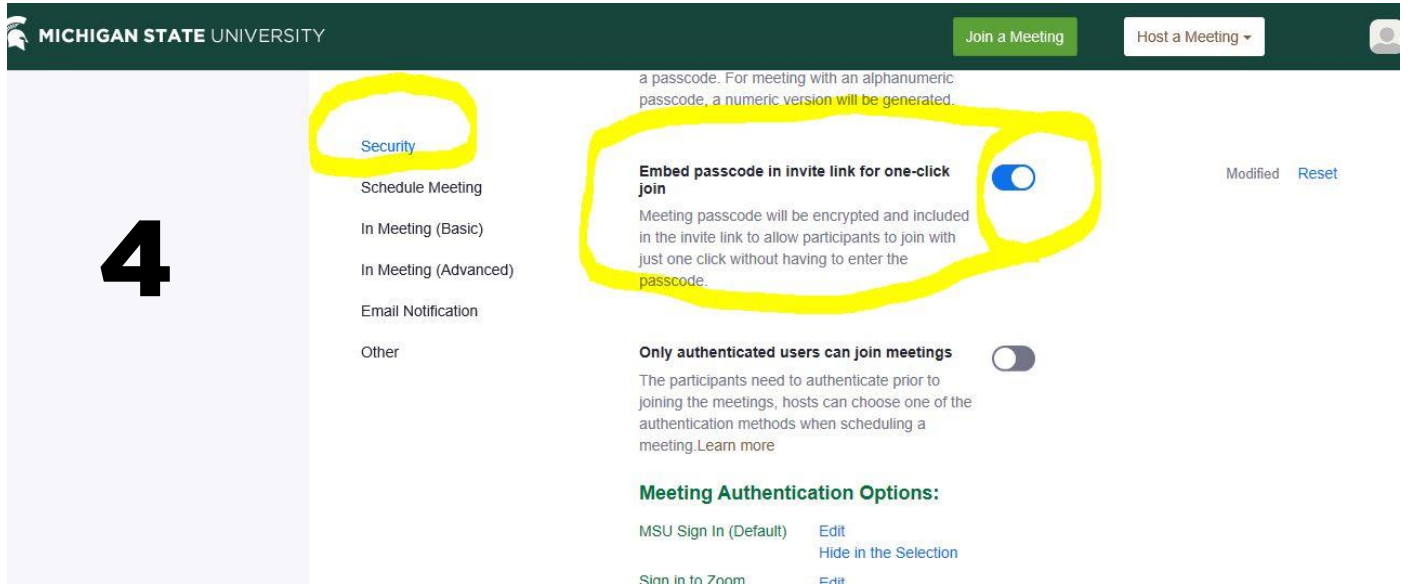 MICHIGAN STATE UNIVERSITY
Join a Meeting
Host a Meeting
4
Security
Schedule Meeting
In Meeting (Basic)
In Meeting (Advanced)
Email Notification
Other
a passcode. For meeting with an alphanumeric
passcode, a numeric version will be generated.
Embed passcode in invite link for one-click
join
Modified Reset
Meeting passcode will be encrypted and included
in the invite link to allow participants to join with
just one click without having to enter the
passcode.
Only authenticated users can join meetings
The participants need to authenticate prior to
joining the meetings, hosts can choose one of the
authentication methods when scheduling a
meeting.Learn more
Meeting Authentication Options:
MSU Sign In (Default) Edit
Hide in the Selection
Sign in to Zoom Edit